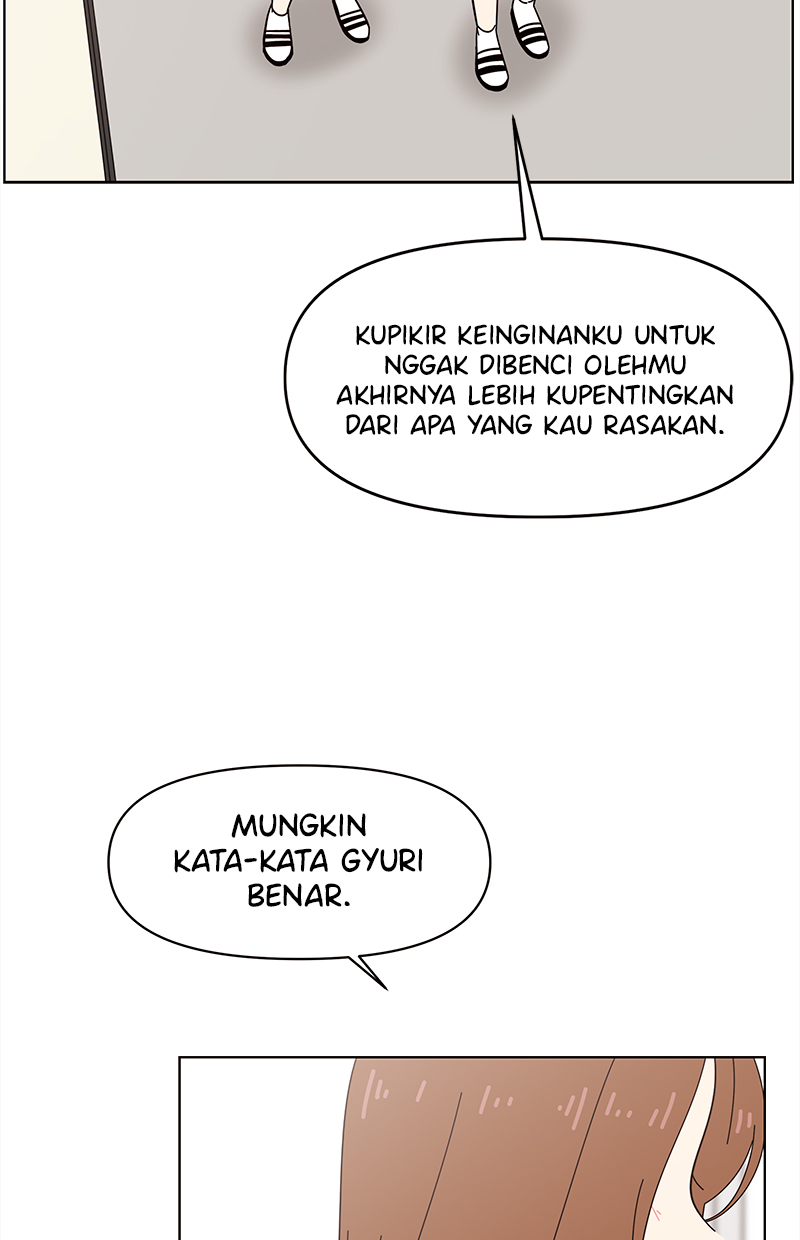 KUPIKIR KEINGINANKU UNTUK
NGGAK DIBENCI OLEHMU
AKHIRNYA LEBIH KUPENTINGKAN
DARI APA YANG KAU RASAKAN.
MUNGKIN
KATA-KATA GYURI
BENAR.